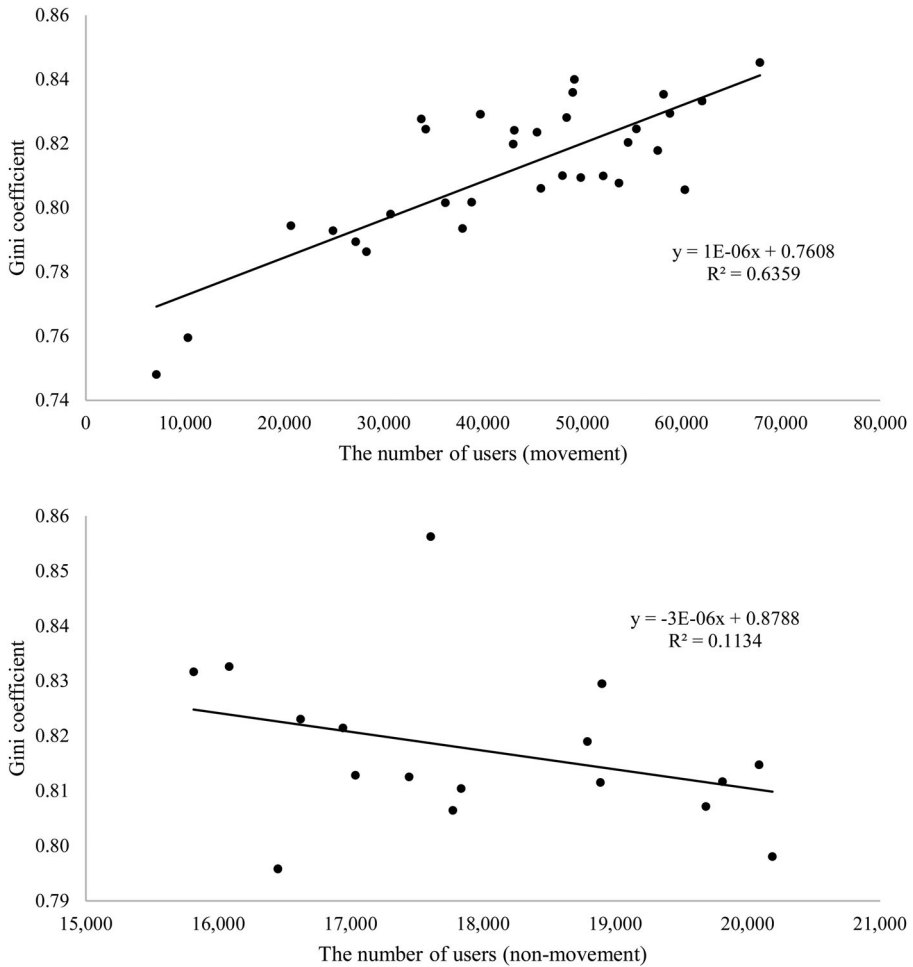 0.86
0.84
0.82
0.80
0.78
0.76
0.74
Gini coefficient
y = 1E-06x + 0.7608
R² = 0.6359
0 10,000 20,000 30,000 40,000 50,000 60,000 70,000 80,000
The number of users (movement)
0.86
0.85
0.84
0.83
0.82
0.81
0.80
0.79
Gini coefficient
y = -3E-06x + 0.8788
R² = 0.1134
15,000 16,000 17,000 18,000 19,000 20,000 21,000
The number of users (non-movement)